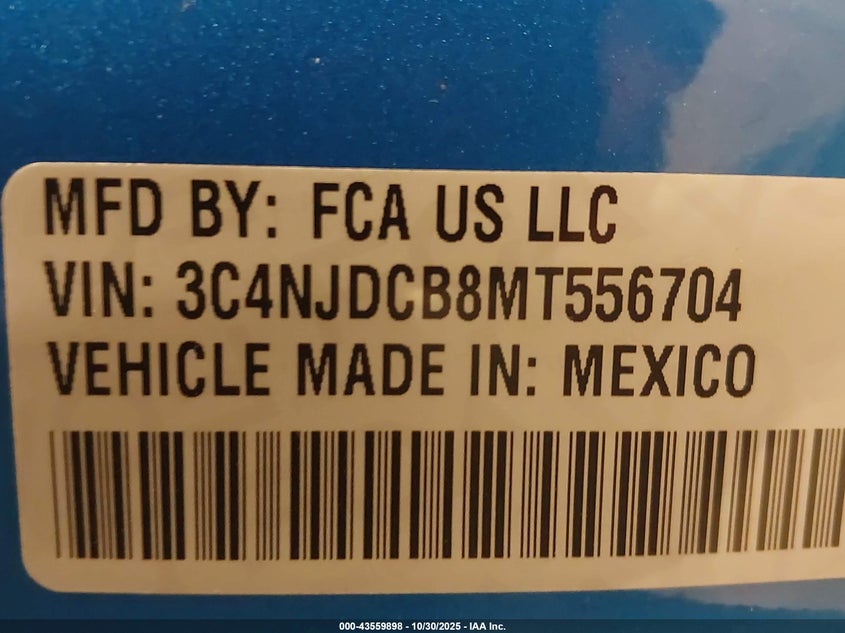 MFD BY: FCA US LLC
VIN: 3C4NJDCB8MT556704
VEHICLE MADE IN: MEXICO
000-43559898 - 10/30/2025 - IAA Inc.